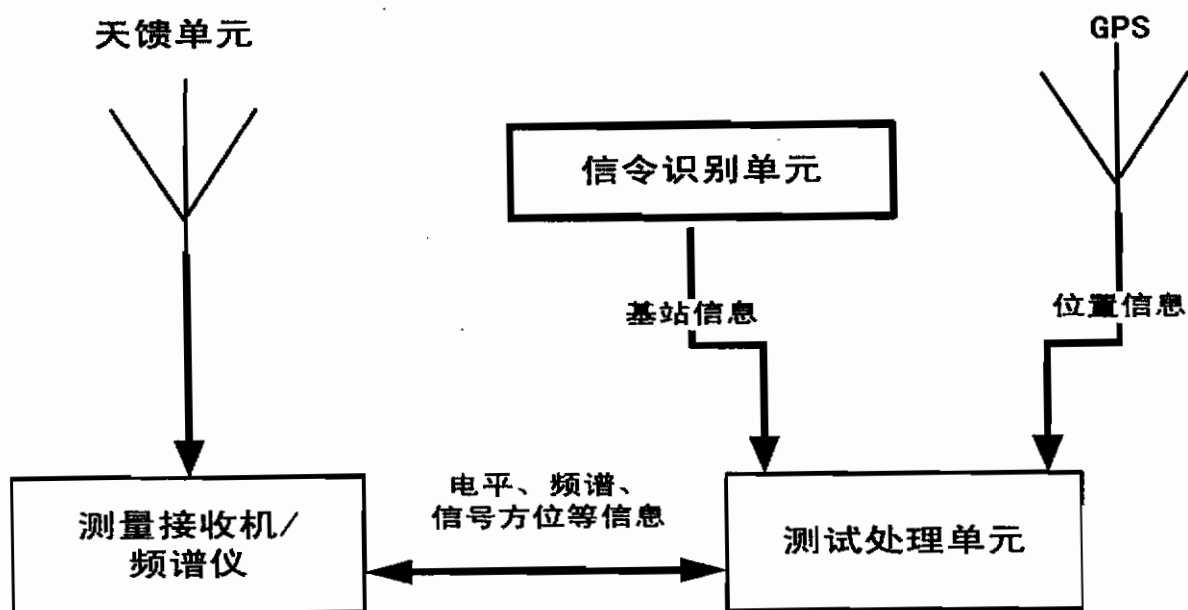 天馈单元
GPS
信令识别单元
基站信息
位置信息
电平、频谱、
信号方位等信息
测量接收机/
频谱仪
测试处理单元